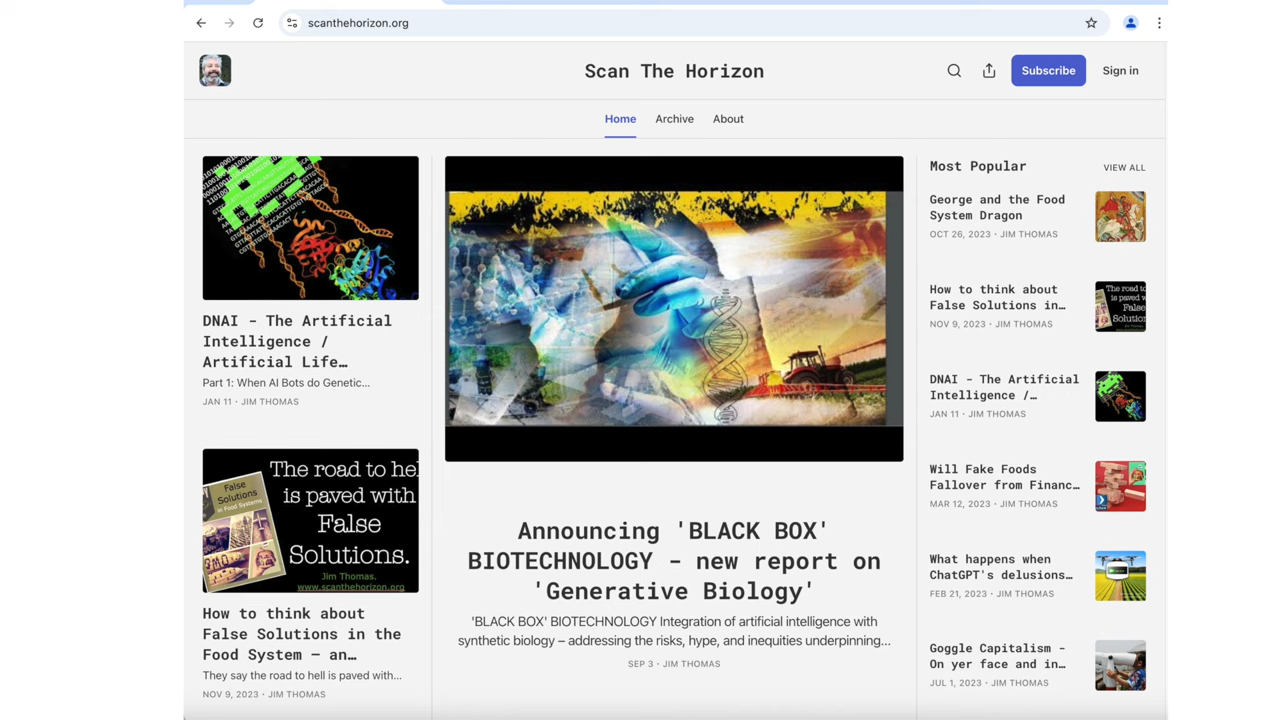 scanthehorizon.org
Scan The Horizon
Subscribe
Sign in
Home
Archive
About
DNAI - The Artificial
Intelligence /
Artificial Life…
Part 1: When AI Bots do Genetic…
JAN 11 · JIM THOMAS
False
Solutions
in Food Systems
The road to hel
is paved with
False
Solutions.
Jim Thomas.
www.scanthehorizon.org
How to think about
False Solutions in the
Food System — an…
They say the road to hell is paved with…
NOV 9, 2023 · JIM THOMAS
Announcing 'BLACK BOX'
BIOTECHNOLOGY - new report on
'Generative Biology'
'BLACK BOX' BIOTECHNOLOGY Integration of artificial intelligence with
synthetic biology – addressing the risks, hype, and inequities underpinning…
SEP 3 · JIM THOMAS
Most Popular
VIEW ALL
George and the Food
System Dragon
OCT 26, 2023 · JIM THOMAS
How to think about
False Solutions in…
NOV 9, 2023 · JIM THOMAS
The road to
is paved w
False
Solution
DNAI - The Artificial
Intelligence /…
JAN 11 · JIM THOMAS
Will Fake Foods
Fallover from Financ…
MAR 12, 2023 · JIM THOMAS
What happens when
ChatGPT's delusions…
FEB 21, 2023 · JIM THOMAS
Goggle Capitalism -
On yer face and in…
JUL 1, 2023 · JIM THOMAS